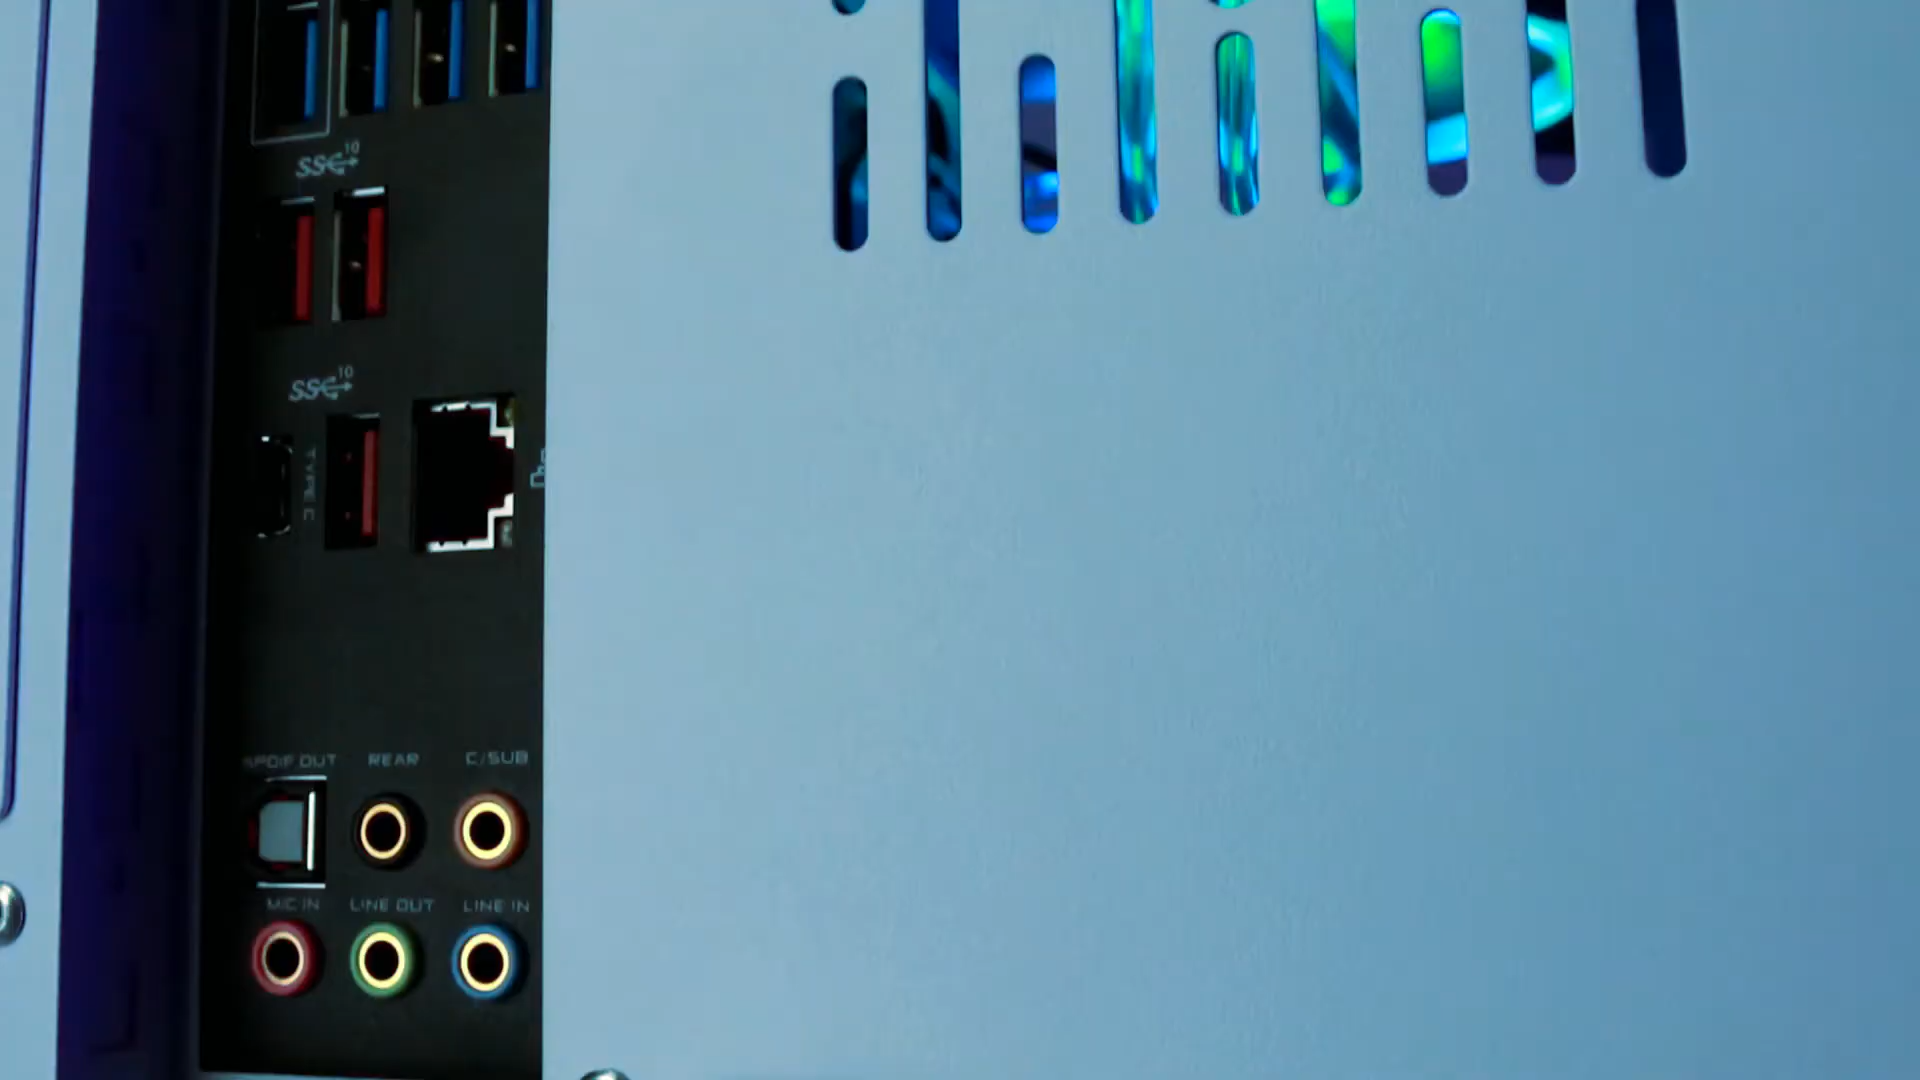 SS 10
SS 10
TYPE C
SPDIF OUT REAR C/SUB
MIC IN LINE OUT LINE IN